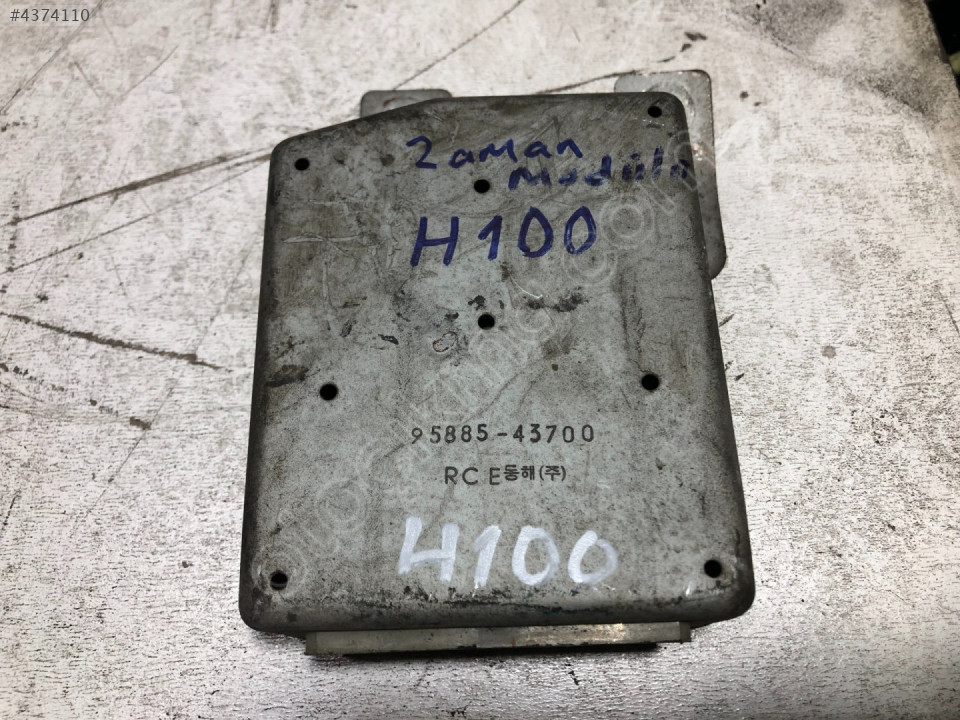 #4374110
Zaman
Modülü
H100
95885-43700
RC E동해(주)
H100